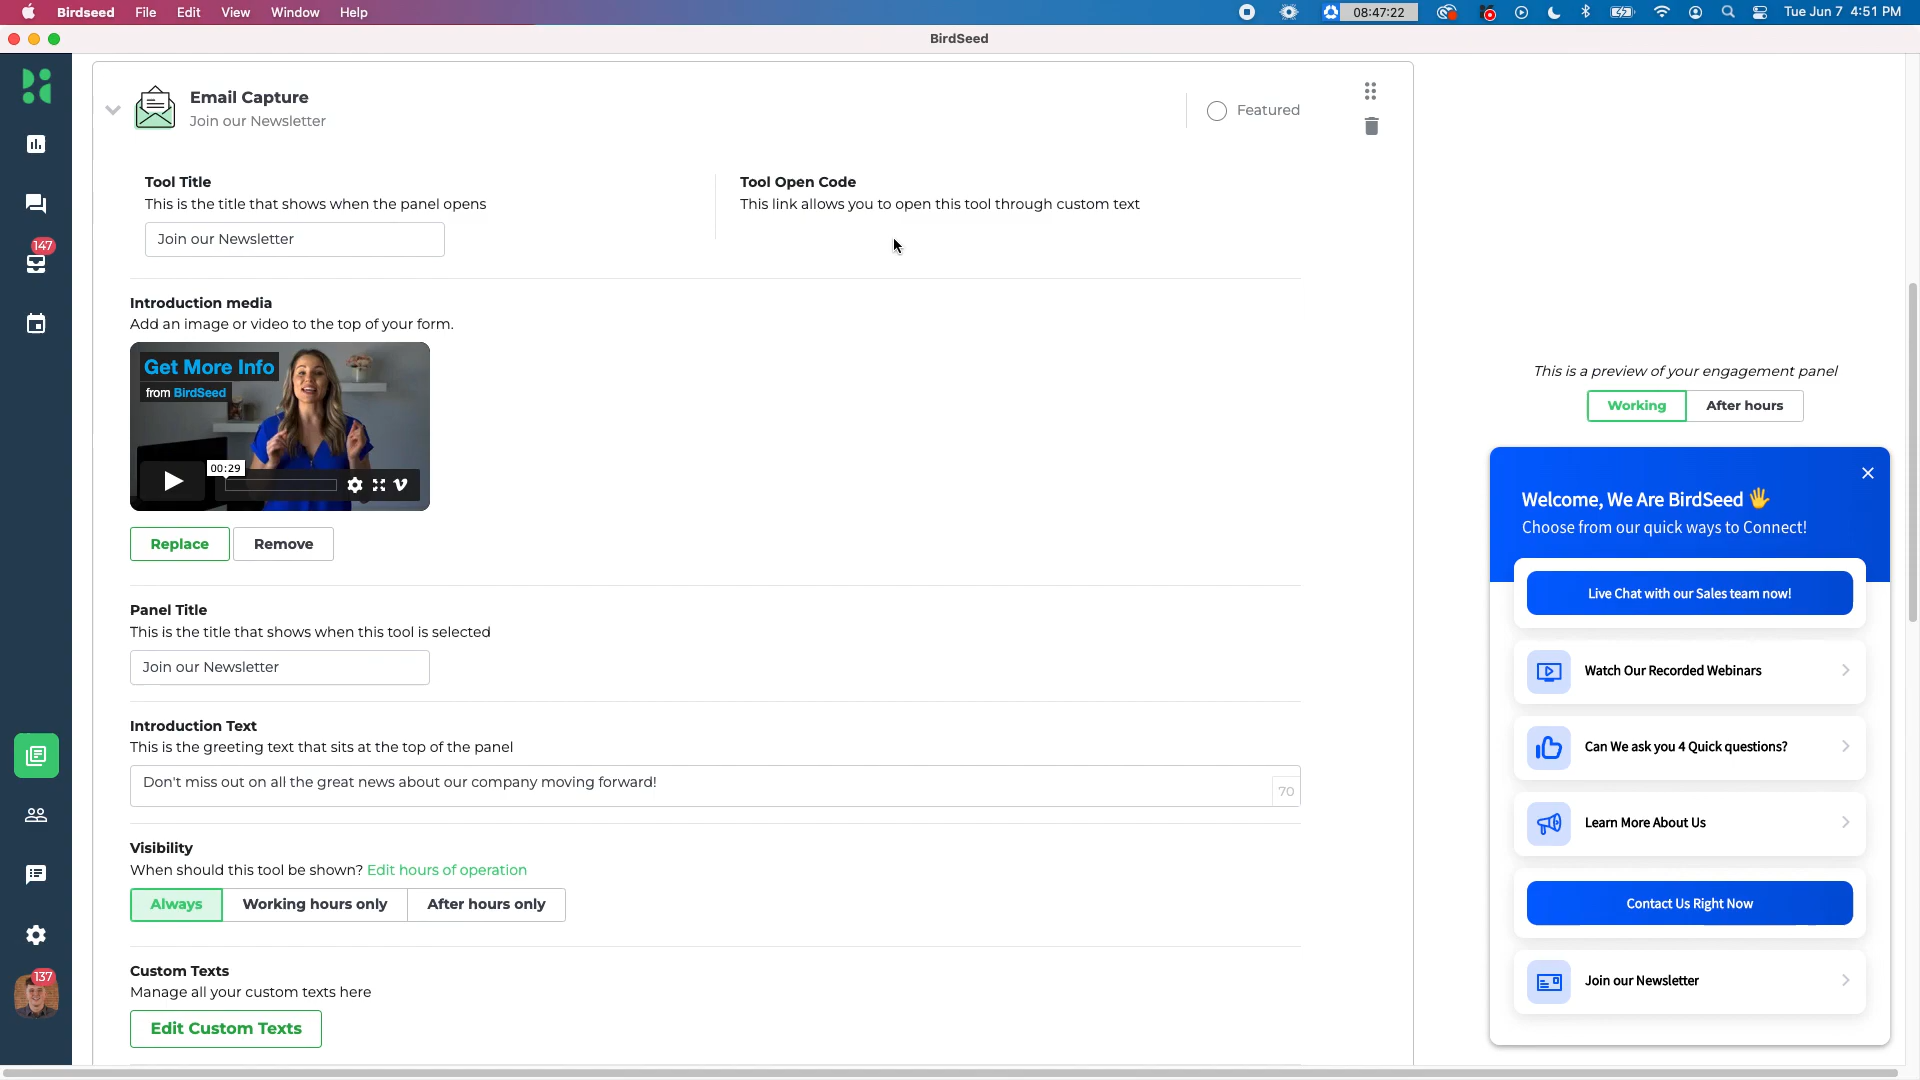 Birdseed File Edit View Window Help
08:47:22
Tue Jun 7 4:51 PM
BirdSeed
Email Capture
Join our Newsletter
Featured
Tool Title
This is the title that shows when the panel opens
Join our Newsletter
Tool Open Code
This link allows you to open this tool through custom text
147
Introduction media
Add an image or video to the top of your form.
Get More Info
from BirdSeed
00:29
Replace
Remove
Panel Title
This is the title that shows when this tool is selected
Join our Newsletter
Introduction Text
This is the greeting text that sits at the top of the panel
Don't miss out on all the great news about our company moving forward!
70
Visibility
When should this tool be shown? Edit hours of operation
Always
Working hours only
After hours only
Custom Texts
Manage all your custom texts here
Edit Custom Texts
137
This is a preview of your engagement panel
Working
After hours
Welcome, We Are BirdSeed 🖐
Choose from our quick ways to Connect!
Live Chat with our Sales team now!
Watch Our Recorded Webinars
Can We ask you 4 Quick questions?
Learn More About Us
Contact Us Right Now
Join our Newsletter